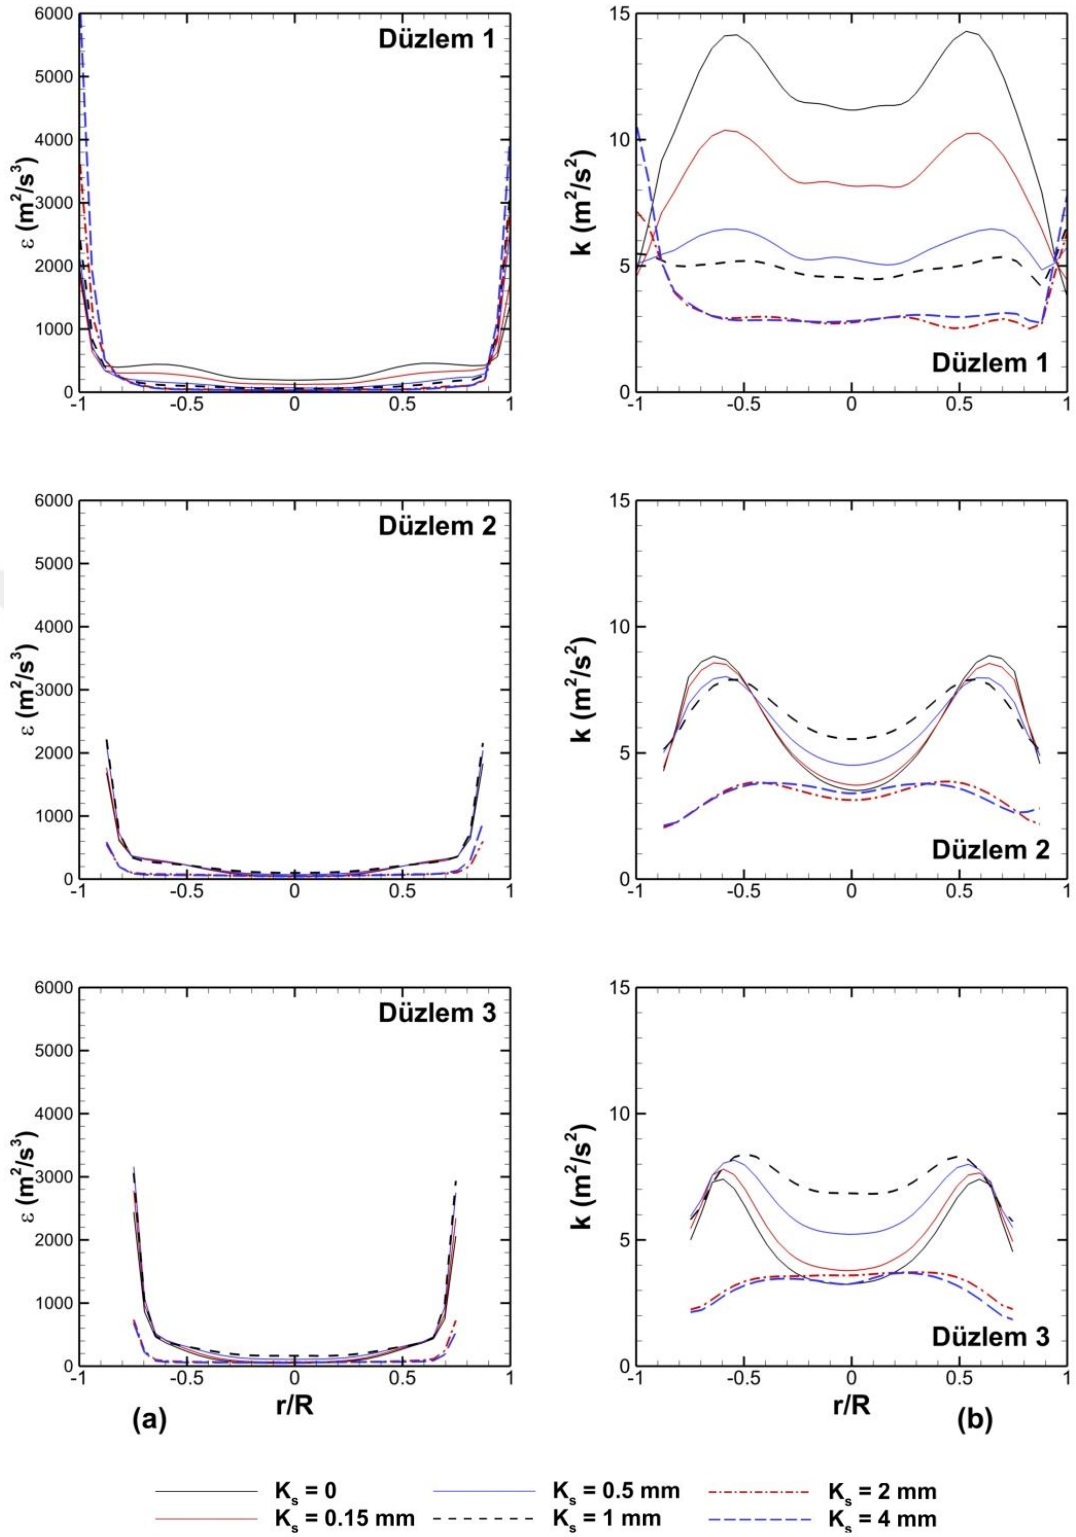 6000
5000
4000
3000
2000
1000
0
ε (m²/s³)
Düzlem 1
-1 -0.5 0 0.5 1
15
10
5
0
k (m²/s²)
Düzlem 1
-1 -0.5 0 0.5 1
6000
5000
4000
3000
2000
1000
0
ε (m²/s³)
Düzlem 2
-1 -0.5 0 0.5 1
15
10
5
0
k (m²/s²)
Düzlem 2
-1 -0.5 0 0.5 1
6000
5000
4000
3000
2000
1000
0
ε (m²/s³)
Düzlem 3
-1 -0.5 0 0.5 1
r/R
(a)
15
10
5
0
k (m²/s²)
Düzlem 3
-1 -0.5 0 0.5 1
r/R
(b)
Kₛ = 0 Kₛ = 0.5 mm Kₛ = 2 mm
Kₛ = 0.15 mm Kₛ = 1 mm Kₛ = 4 mm